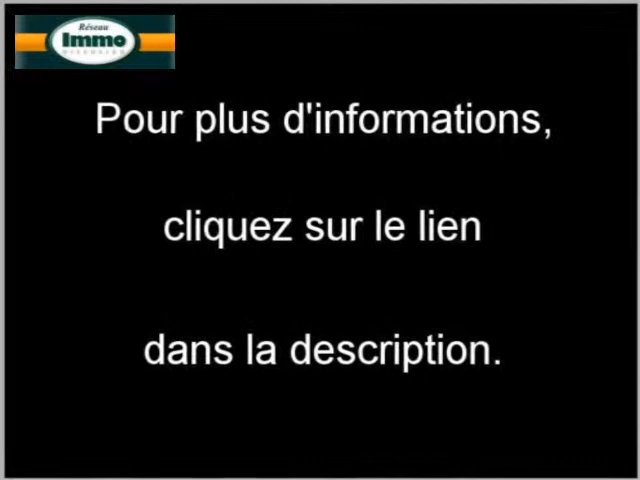 Réseau
Immo
Pour plus d'informations,
cliquez sur le lien
dans la description.